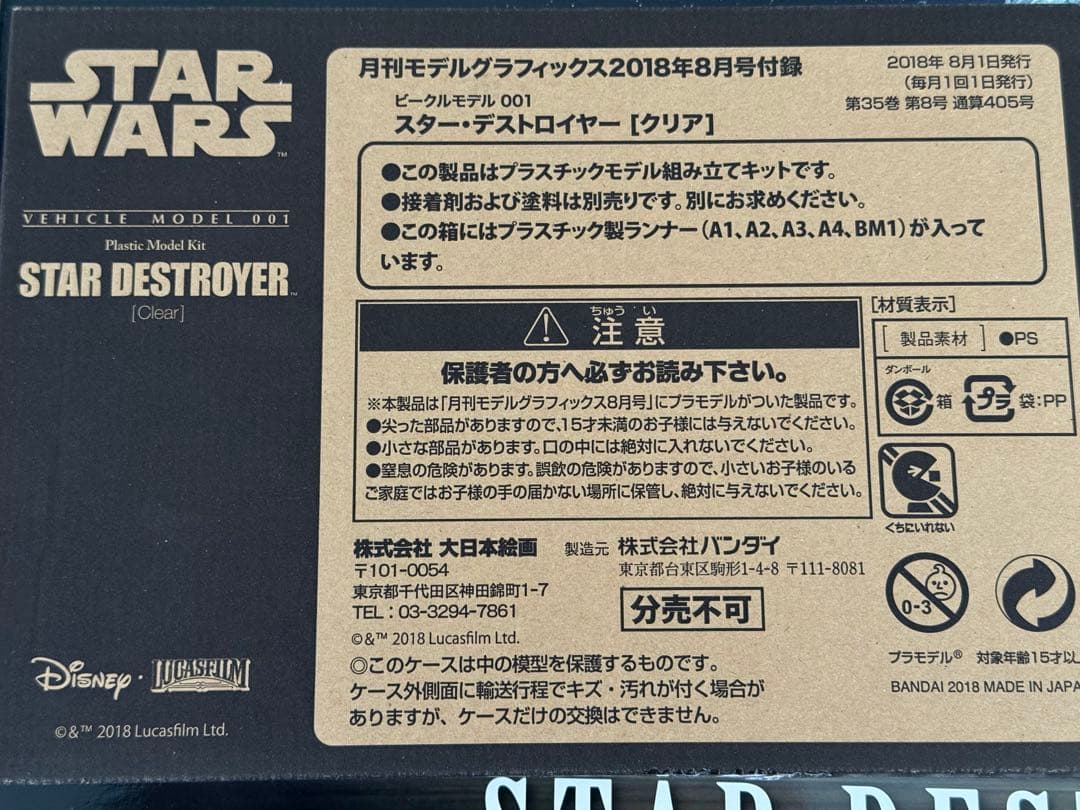 STAR
WARS™
VEHICLE MODEL 001
Plastic Model Kit
STAR DESTROYER™
[Clear]
Disney · LUCASFILM
©&™ 2018 Lucasfilm Ltd.
月刊モデルグラフィックス2018年8月号付録
ビークルモデル 001
スター・デストロイヤー [クリア]
2018年 8月1日発行
(毎月1回1日発行)
第35巻 第8号 通算405号
●この製品はプラスチックモデル組み立てキットです。
●接着剤および塗料は別売りです。別にお求めください。
●この箱にはプラスチック製ランナー(A1、A2、A3、A4、BM1)が入って
います。
ちゅう い
注意
保護者の方へ必ずお読み下さい。
※本製品は「月刊モデルグラフィックス8月号」にプラモデルがついた製品です。
●尖った部品がありますので、15才未満のお子様には与えないでください。
●小さな部品があります。口の中には絶対に入れないでください。
●窒息の危険があります。誤飲の危険がありますので、小さいお子様のいる
ご家庭ではお子様の手の届かない場所に保管し、絶対に与えないでください。
[材質表示]
[製品素材] ●PS
ダンボール
箱 プラ 袋:PP
くちにいれない
0-3
プラモデル® 対象年齢15才以
BANDAI 2018 MADE IN JAPA
株式会社 大日本絵画
〒101-0054
東京都千代田区神田錦町1-7
TEL:03-3294-7861
©&™ 2018 Lucasfilm Ltd.
製造元 株式会社バンダイ
東京都台東区駒形1-4-8 〒111-8081
分売不可
◎このケースは中の模型を保護するものです。
ケース外側面に輸送行程でキズ・汚れが付く場合が
ありますが、ケースだけの交換はできません。
STAR DES